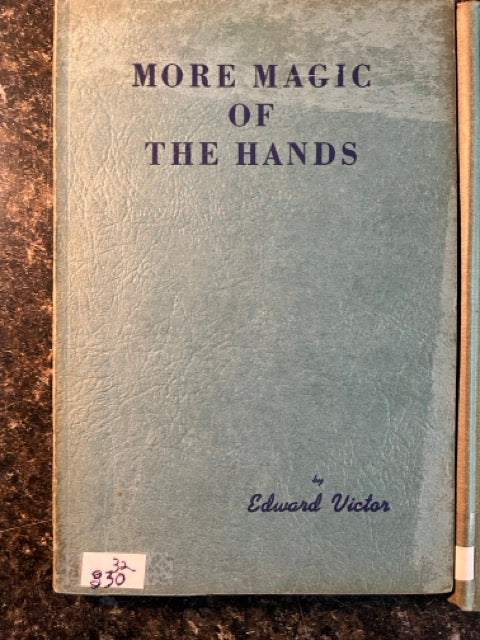 MORE MAGIC
OF
THE HANDS
by
Edward Victor
32
930